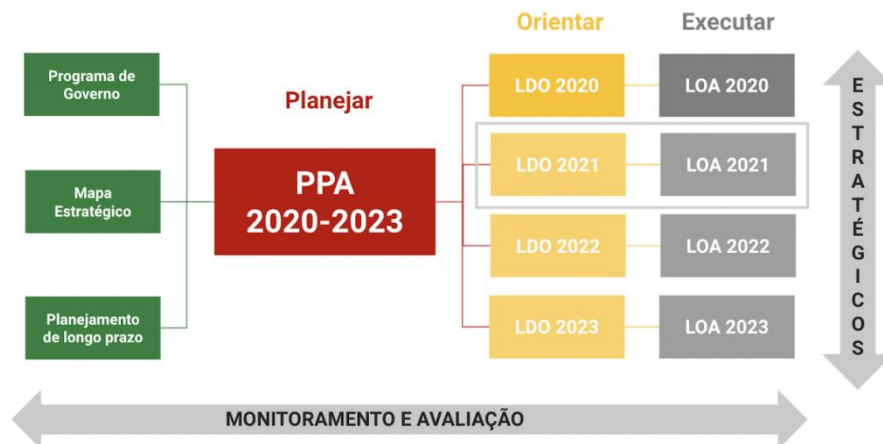 Orientar
Executar
Programa de
Governo
LDO 2020
LOA 2020
Planejar
LDO 2021
LOA 2021
Mapa
Estratégico
PPA
2020-2023
LDO 2022
LOA 2022
Planejamento
de longo prazo
LDO 2023
LOA 2023
ESTRATÉGICOS
MONITORAMENTO E AVALIAÇÃO